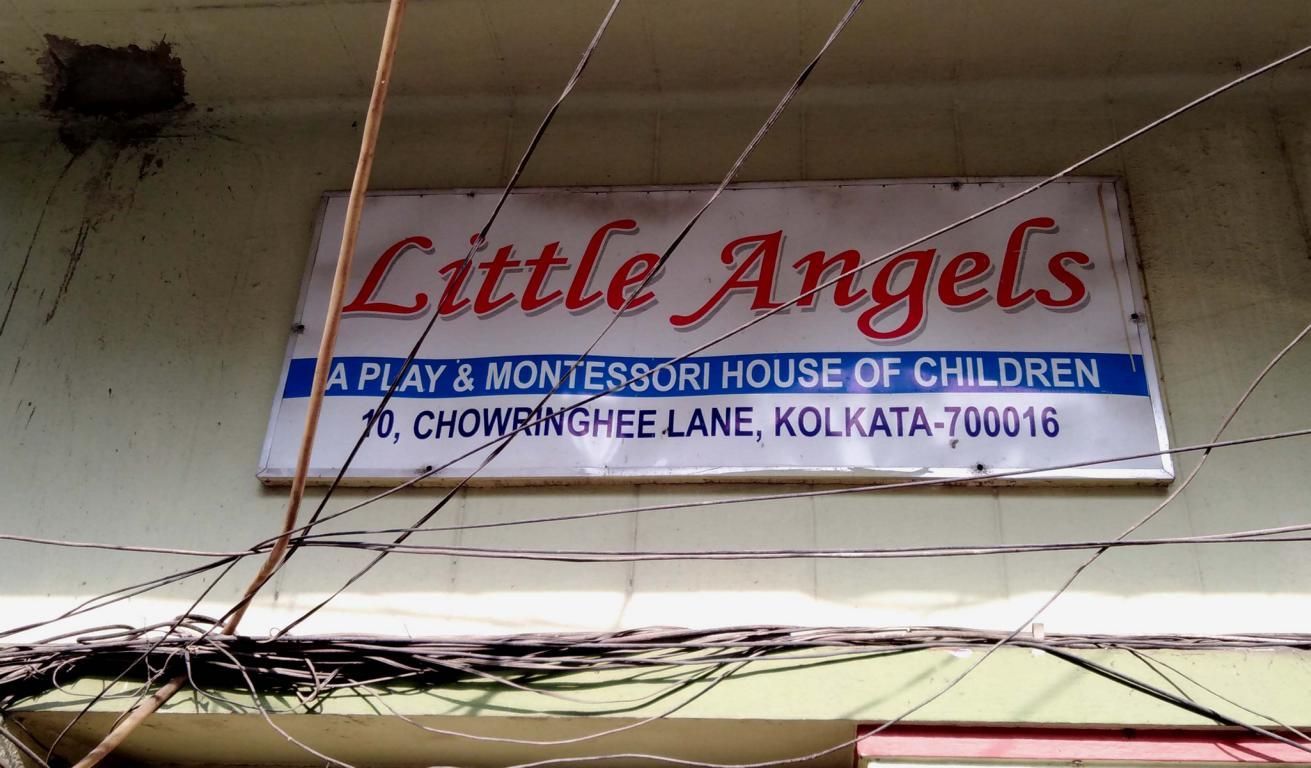 Little Angels
A PLAY & MONTESSORI HOUSE OF CHILDREN
10, CHOWRINGHEE LANE, KOLKATA-700016